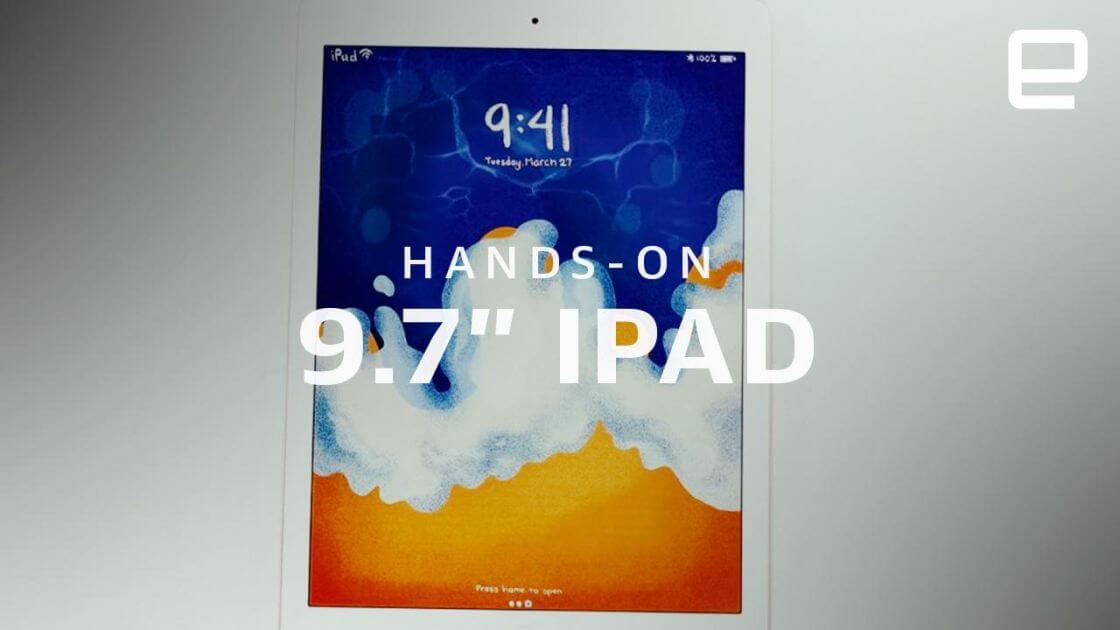 iPad
100%
9:41
Tuesday, March 27
HANDS-ON
9.7" IPAD
Press home to open